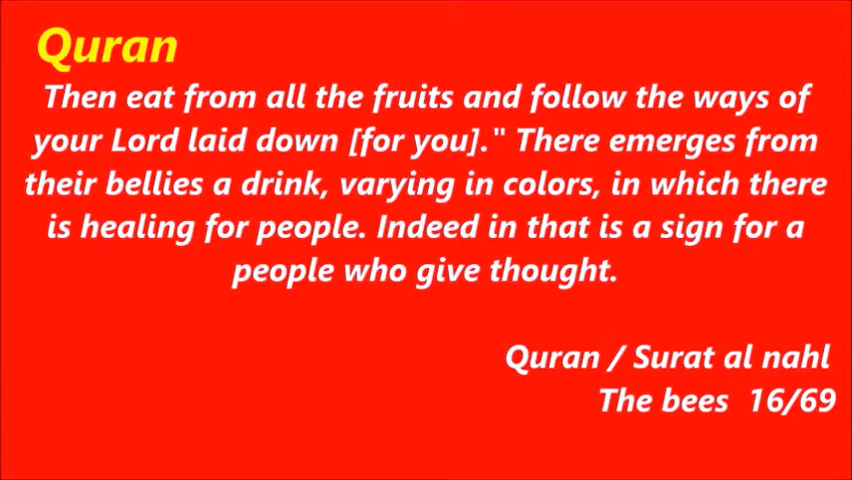 Quran
Then eat from all the fruits and follow the ways of
your Lord laid down [for you]." There emerges from
their bellies a drink, varying in colors, in which there
is healing for people. Indeed in that is a sign for a
people who give thought.
Quran / Surat al nahl
The bees 16/69